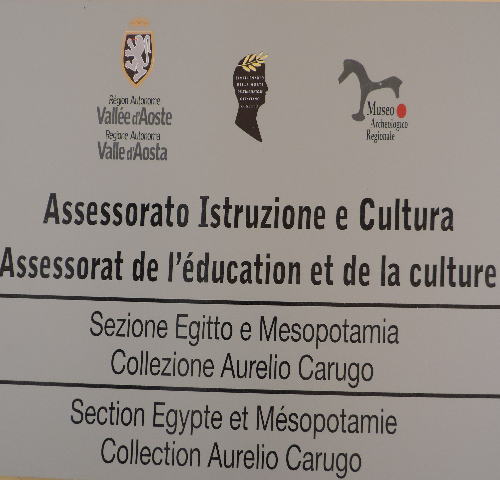 Région Autonome
Vallée d'Aoste
Regione Autonoma
Valle d'Aosta
Museo
Archeologico
Regionale
Assessorato Istruzione e Cultura
Assessorat de l'éducation et de la culture
Sezione Egitto e Mesopotamia
Collezione Aurelio Carugo
Section Egypte et Mésopotamie
Collection Aurelio Carugo